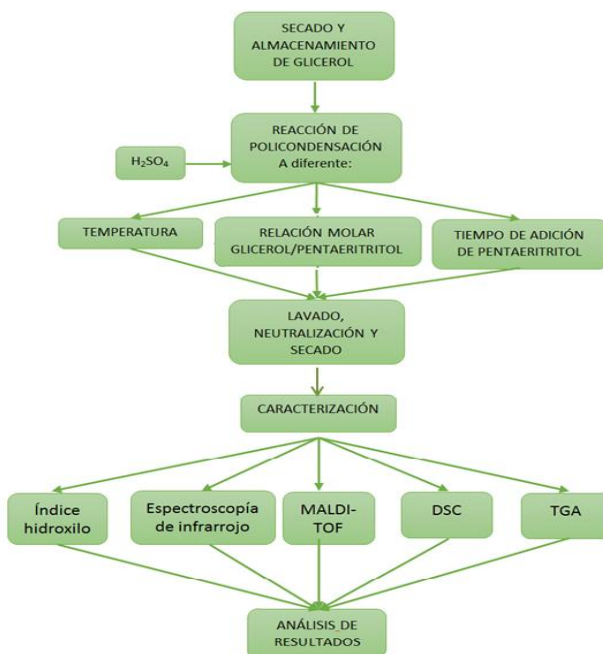 SECADO Y
ALMACENAMIENTO
DE GLICEROL
REACCIÓN DE
POLICONDENSACIÓN
A diferente:
H₂SO₄
TEMPERATURA
RELACIÓN MOLAR
GLICEROL/PENTAERITRITOL
TIEMPO DE ADICIÓN
DE PENTAERITRITOL
LAVADO,
NEUTRALIZACIÓN Y
SECADO
CARACTERIZACIÓN
Índice
hidroxilo
Espectroscopía
de infrarrojo
MALDI-
TOF
DSC
TGA
ANÁLISIS DE
RESULTADOS